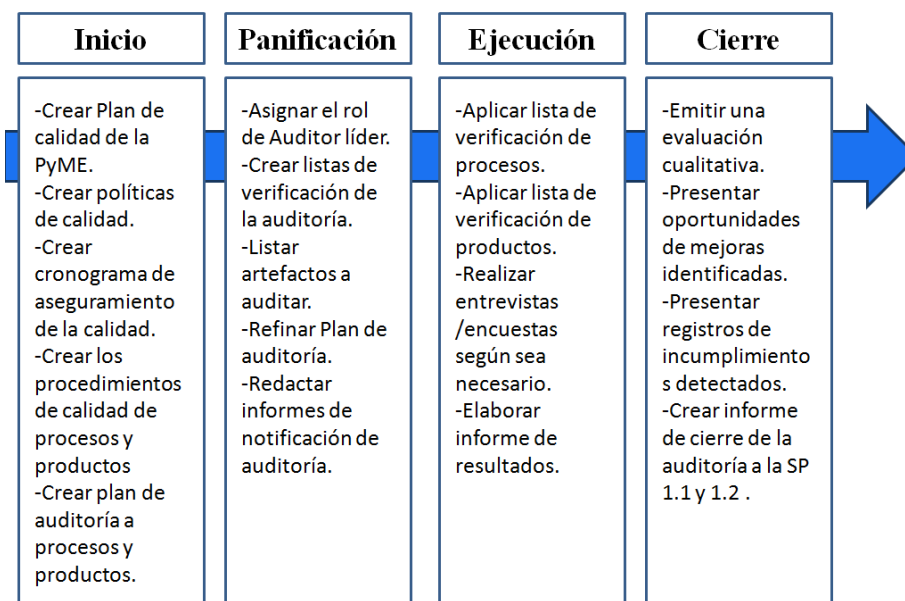 Inicio
-Crear Plan de
calidad de la
PyME.
-Crear políticas
de calidad.
-Crear
cronograma de
aseguramiento
de la calidad.
-Crear los
procedimientos
de calidad de
procesos y
productos
-Crear plan de
auditoría a
procesos y
productos.
Panificación
-Asignar el rol
de Auditor líder.
-Crear listas de
verificación de
la auditoría.
-Listar
artefactos a
auditar.
-Refinar Plan de
auditoría.
-Redactar
informes de
notificación de
auditoría.
Ejecución
-Aplicar lista de
verificación de
procesos.
-Aplicar lista de
verificación de
productos.
-Realizar
entrevistas
/encuestas
según sea
necesario.
-Elaborar
informe de
resultados.
Cierre
-Emitir una
evaluación
cualitativa.
-Presentar
oportunidades
de mejoras
identificadas.
-Presentar
registros de
incumplimiento
s detectados.
-Crear informe
de cierre de la
auditoría a la SP
1.1 y 1.2 .